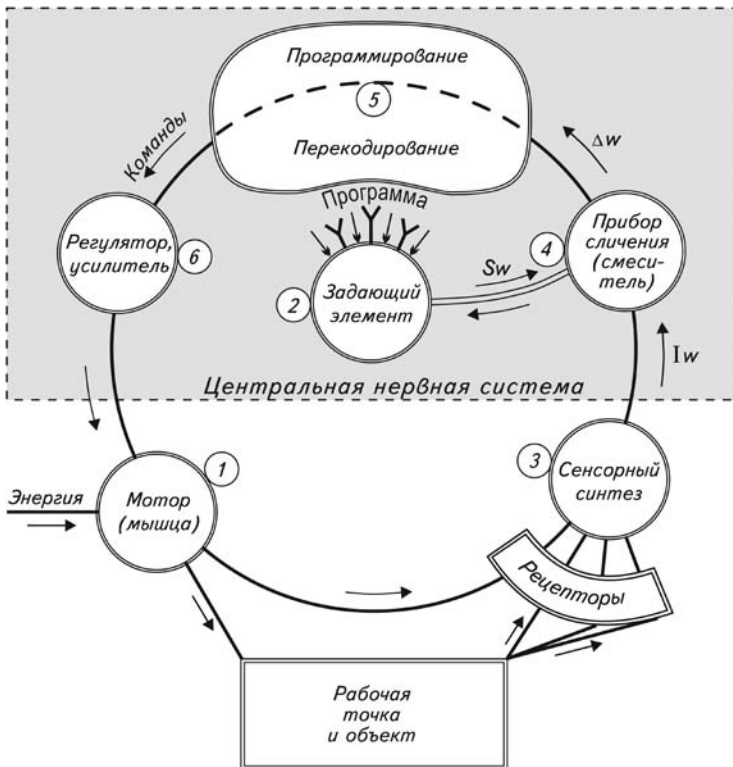 Программирование
5
Перекодирование
Команды
Δw
Программа
Регулятор,
усилитель
6
Прибор
сличения
(смеси-
тель)
4
Sw
2
Задающий
элемент
Iw
Центральная нервная система
1
3
Сенсорный
синтез
Энергия
Мотор
(мышца)
Рецепторы
Рабочая
точка
и объект